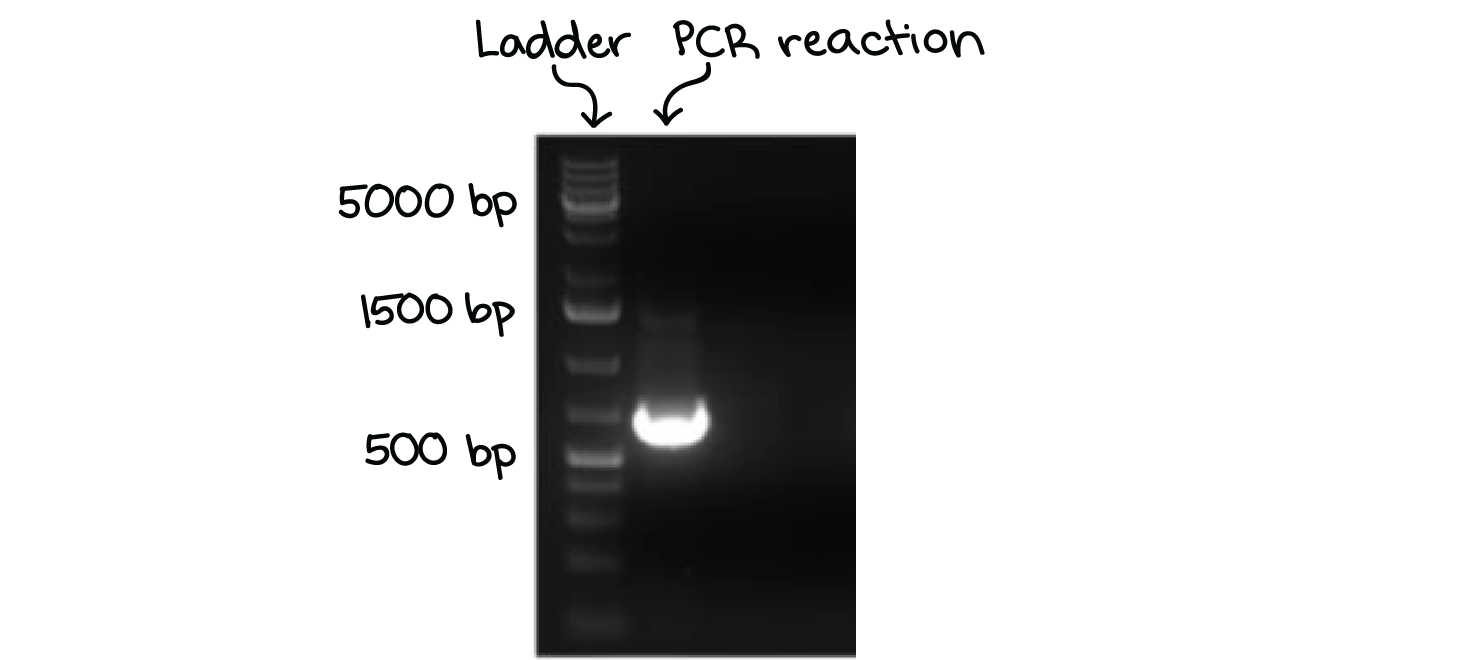 Ladder PCR reaction
5000 bp
1500 bp
500 bp